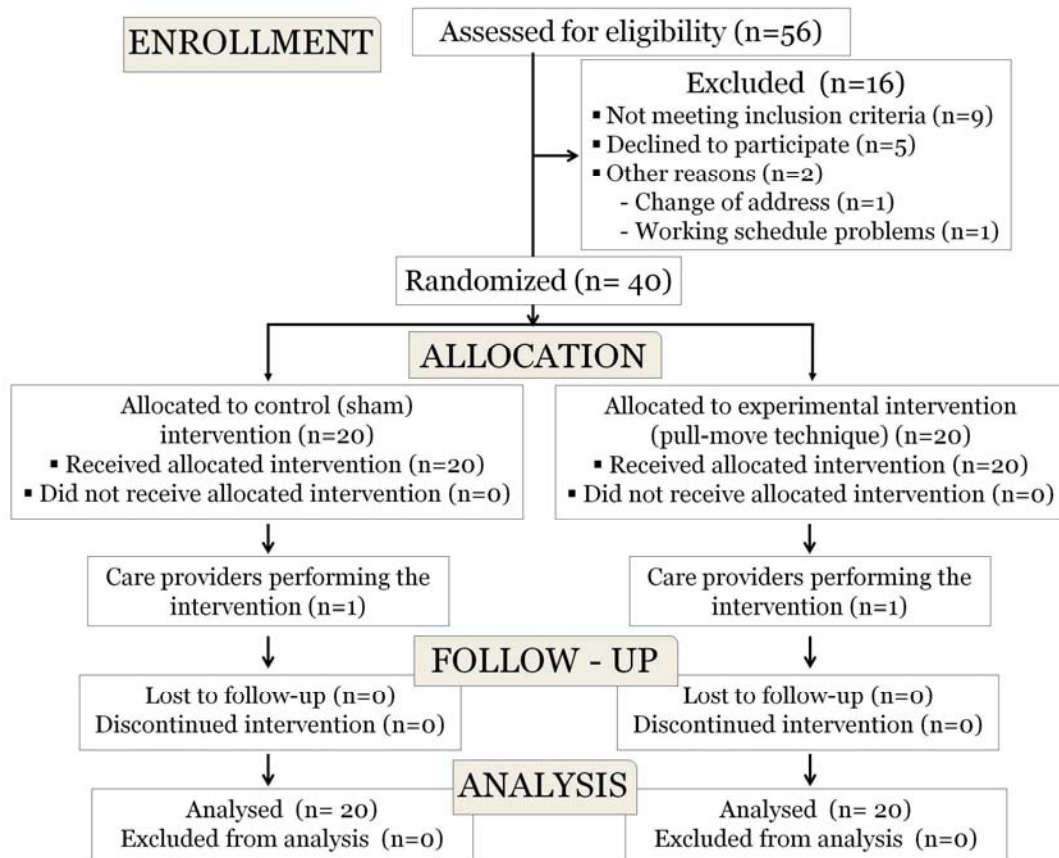 ENROLLMENT
Assessed for eligibility (n=56)
Excluded (n=16)
▪ Not meeting inclusion criteria (n=9)
▪ Declined to participate (n=5)
▪ Other reasons (n=2)
- Change of address (n=1)
- Working schedule problems (n=1)
Randomized (n= 40)
ALLOCATION
Allocated to control (sham)
intervention (n=20)
▪ Received allocated intervention (n=20)
▪ Did not receive allocated intervention (n=0)
Allocated to experimental intervention
(pull-move technique) (n=20)
▪ Received allocated intervention (n=20)
▪ Did not receive allocated intervention (n=0)
Care providers performing the
intervention (n=1)
Care providers performing the
intervention (n=1)
FOLLOW - UP
Lost to follow-up (n=0)
Discontinued intervention (n=0)
Lost to follow-up (n=0)
Discontinued intervention (n=0)
ANALYSIS
Analysed (n= 20)
Excluded from analysis (n=0)
Analysed (n= 20)
Excluded from analysis (n=0)